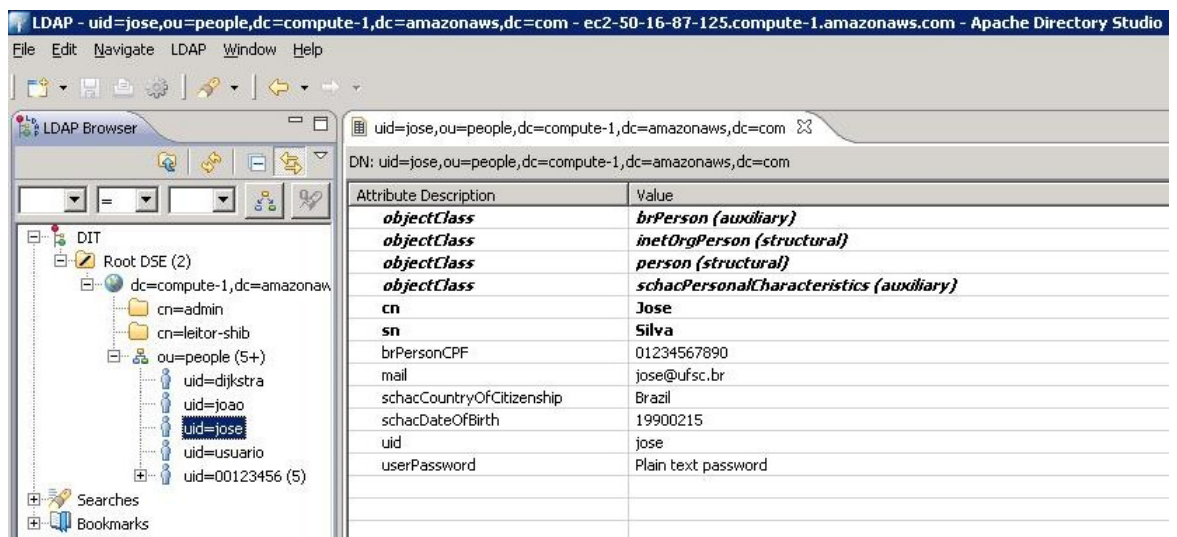 LDAP - uid=jose,ou=people,dc=compute-1,dc=amazonaws,dc=com - ec2-50-16-87-125.compute-1.amazonaws.com - Apache Directory Studio
File Edit Navigate LDAP Window Help
LDAP Browser
=
DIT
Root DSE (2)
dc=compute-1,dc=amazonaw
cn=admin
cn=leitor-shib
ou=people (5+)
uid=dijkstra
uid=joao
uid=jose
uid=usuario
uid=00123456 (5)
Searches
Bookmarks
uid=jose,ou=people,dc=compute-1,dc=amazonaws,dc=com
DN: uid=jose,ou=people,dc=compute-1,dc=amazonaws,dc=com
Attribute Description Value
objectClass brPerson (auxiliary)
objectClass inetOrgPerson (structural)
objectClass person (structural)
objectClass schacPersonalCharacteristics (auxiliary)
cn Jose
sn Silva
brPersonCPF 01234567890
mail jose@ufsc.br
schacCountryOfCitizenship Brazil
schacDateOfBirth 19900215
uid jose
userPassword Plain text password